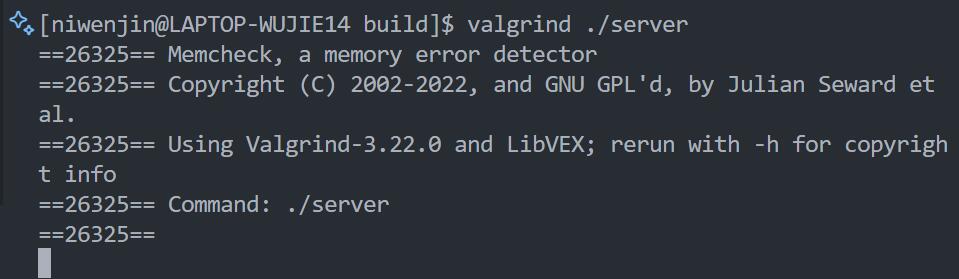 [niwenjin@LAPTOP-WUJIE14 build]$ valgrind ./server
==26325== Memcheck, a memory error detector
==26325== Copyright (C) 2002-2022, and GNU GPL'd, by Julian Seward et
al.
==26325== Using Valgrind-3.22.0 and LibVEX; rerun with -h for copyrigh
t info
==26325== Command: ./server
==26325==